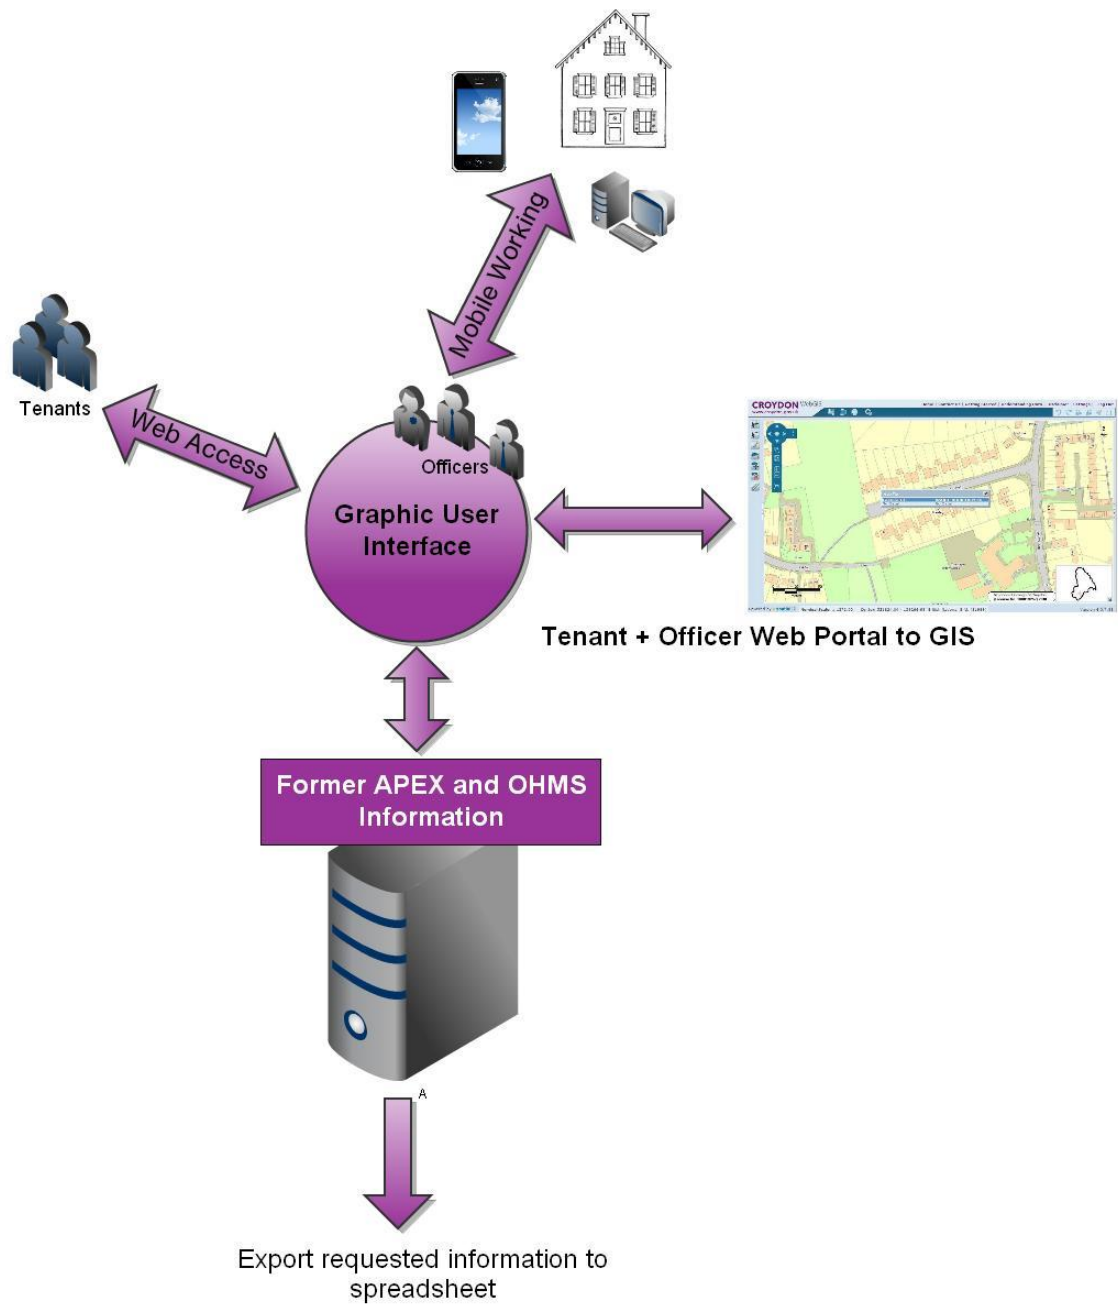 Mobile Working
Tenants
Web Access
Officers
Graphic User
Interface
CROYDON WebGIS
Tenant + Officer Web Portal to GIS
Former APEX and OHMS
Information
A
Export requested information to
spreadsheet